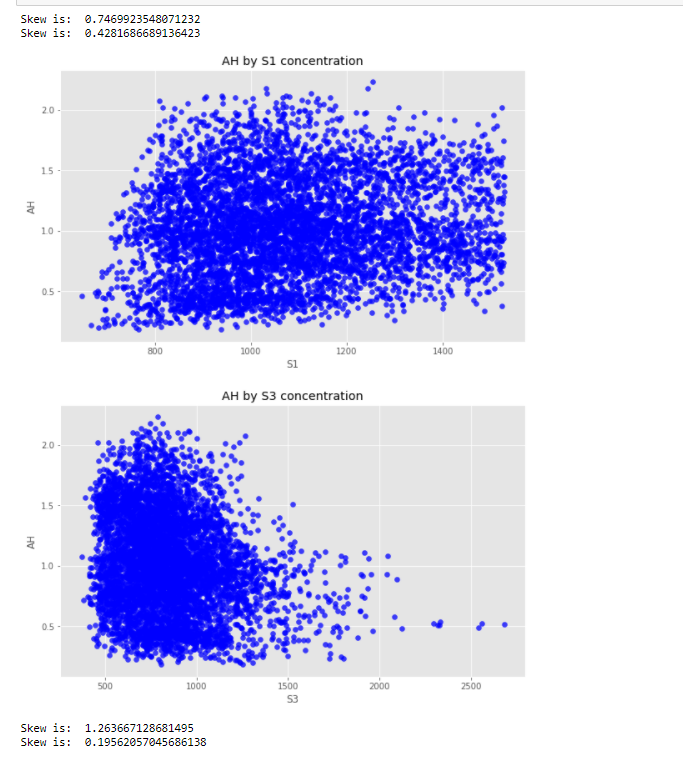 Skew is:  0.7469923548071232
Skew is:  0.4281686689136423
AH by S1 concentration
2.0
1.5
AH
1.0
0.5
800 1000 1200 1400
S1
AH by S3 concentration
2.0
1.5
AH
1.0
0.5
500 1000 1500 2000 2500
S3
Skew is:  1.263667128681495
Skew is:  0.19562057045686138